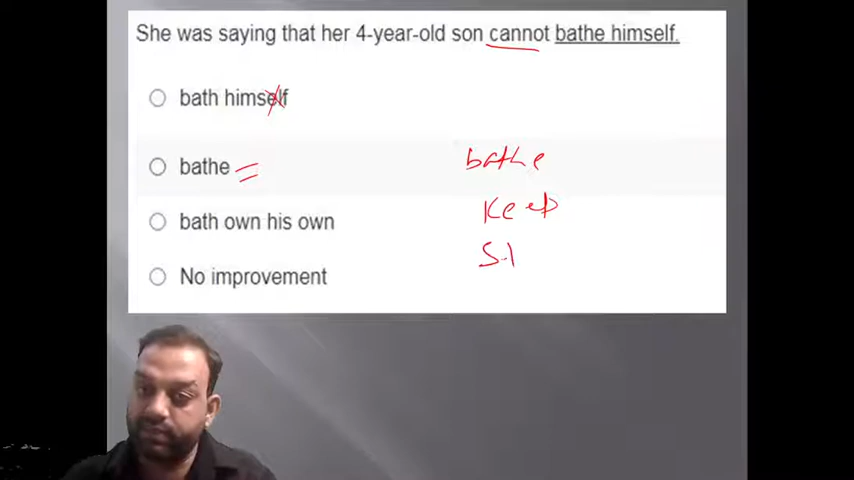 She was saying that her 4-year-old son cannot bathe himself.
bath himself
bathe
bath own his own
No improvement
bathe
Keep